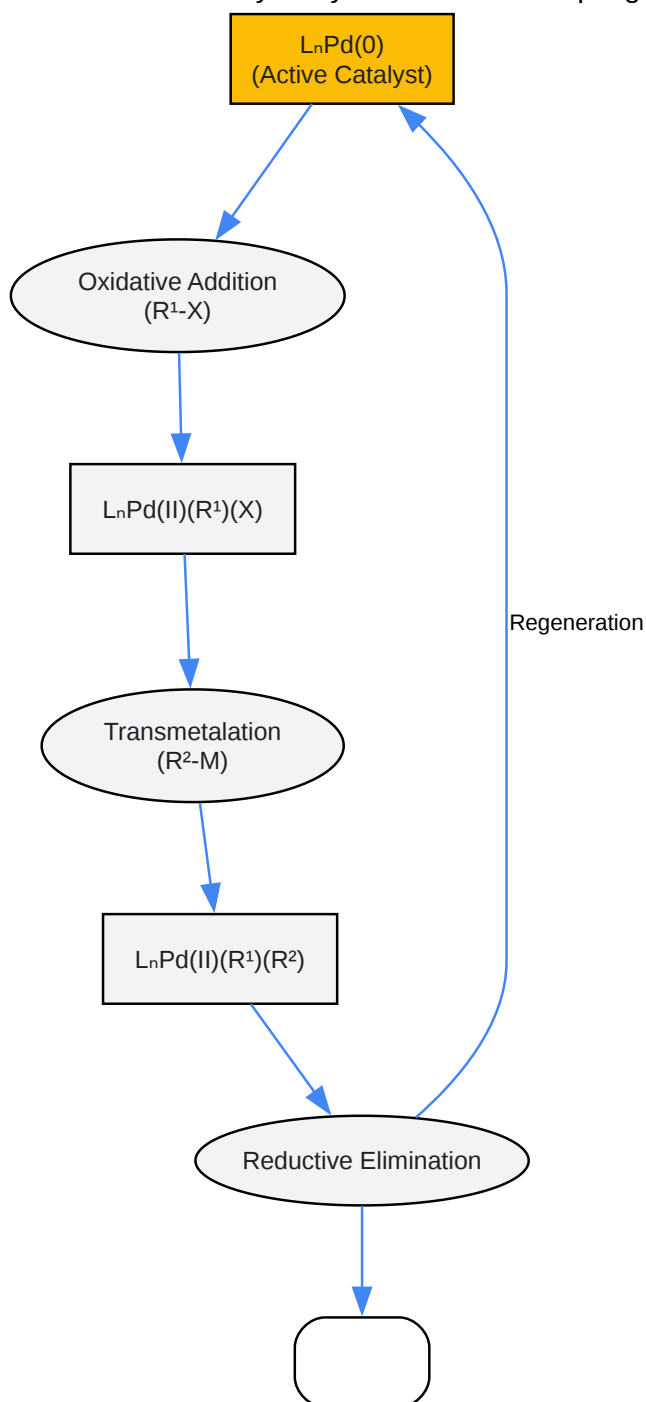 LₙPd(0)
(Active Catalyst)
Oxidative Addition
(R¹-X)
LₙPd(II)(R¹)(X)
Regeneration
Transmetalation
(R²-M)
LₙPd(II)(R¹)(R²)
Reductive Elimination